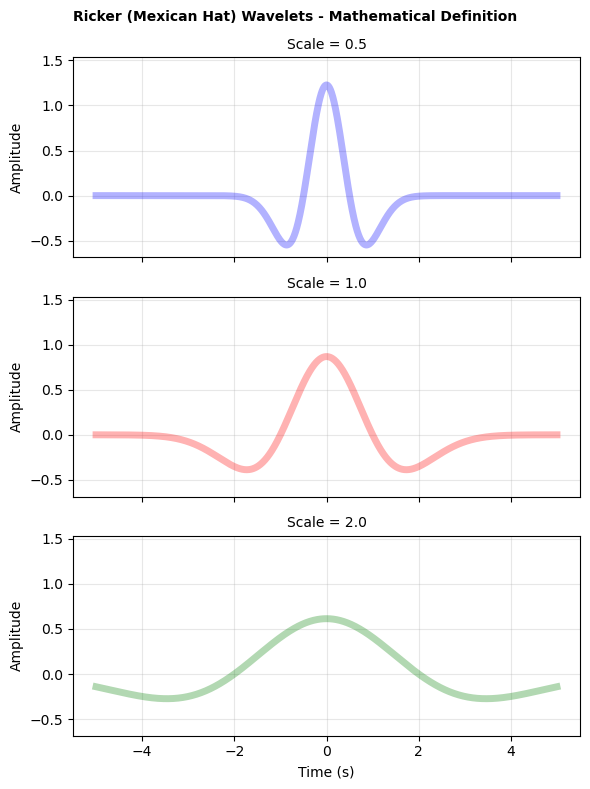 Ricker (Mexican Hat) Wavelets - Mathematical Definition
Scale = 0.5
1.5
1.0
0.5
0.0
−0.5
Amplitude
Scale = 1.0
1.5
1.0
0.5
0.0
−0.5
Amplitude
Scale = 2.0
1.5
1.0
0.5
0.0
−0.5
Amplitude
−4 −2 0 2 4
Time (s)